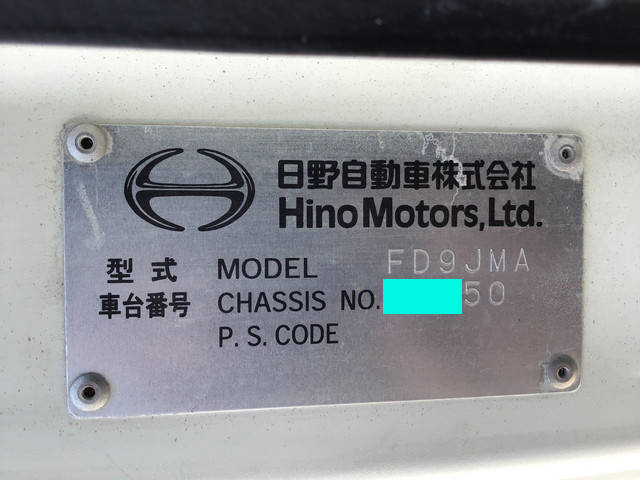 日野自動車株式会社
Hino Motors, Ltd.
型式 MODEL FD9JMA
車台番号 CHASSIS NO. 50
P.S.CODE